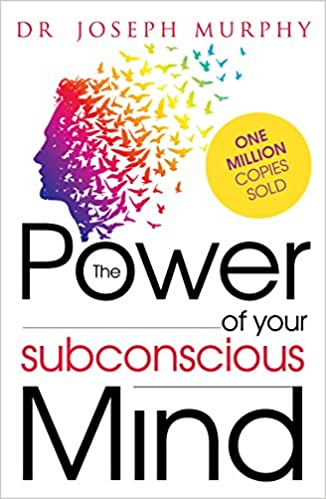 DR JOSEPH MURPHY
ONE
MILLION
COPIES
SOLD
The Power
of your
subconscious
Mind